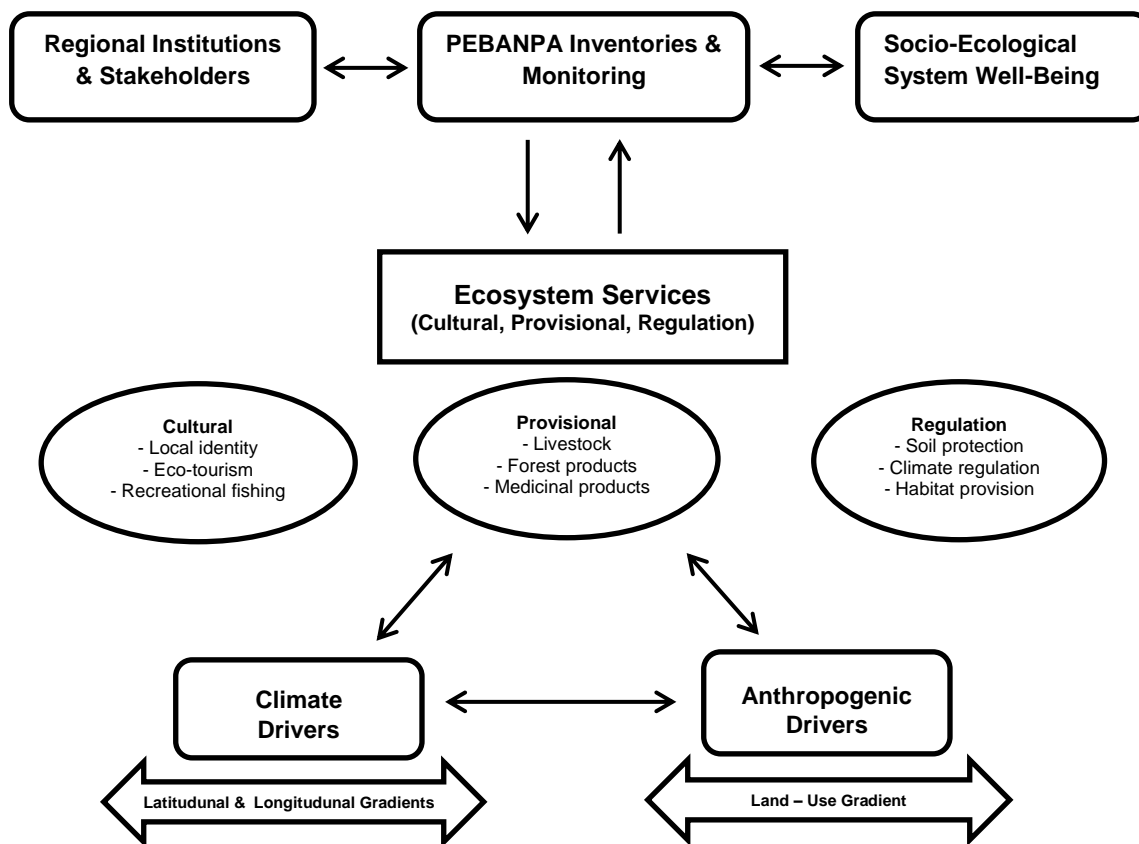 Regional Institutions
& Stakeholders
PEBANPA Inventories &
Monitoring
Socio-Ecological
System Well-Being
Ecosystem Services
(Cultural, Provisional, Regulation)
Cultural
- Local identity
- Eco-tourism
- Recreational fishing
Provisional
- Livestock
- Forest products
- Medicinal products
Regulation
- Soil protection
- Climate regulation
- Habitat provision
Climate
Drivers
Anthropogenic
Drivers
Latitudunal & Longitudunal Gradients
Land – Use Gradient